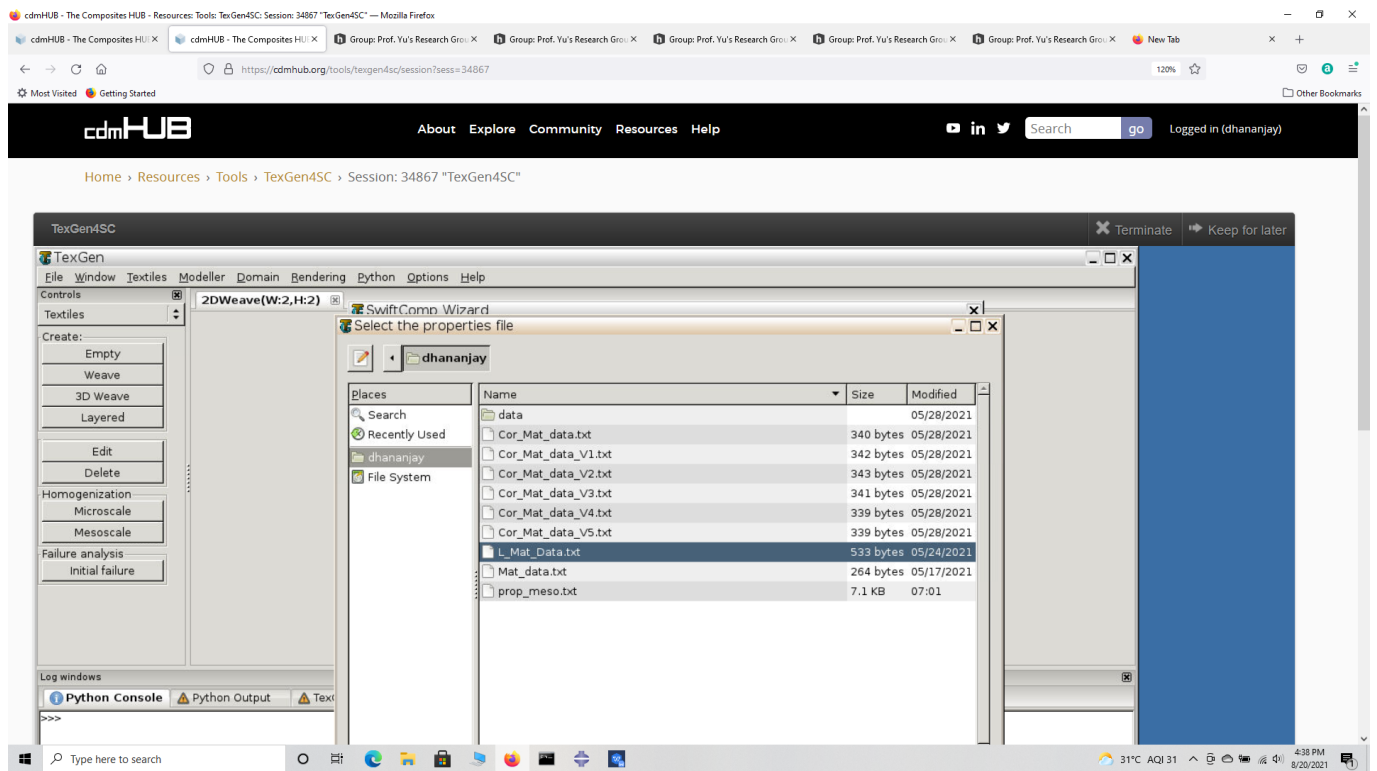 cdmHUB - The Composites HUB - Resources: Tools: TexGen4SC: Session: 34867 "TexGen4SC" — Mozilla Firefox
cdmHUB - The Composites HU
cdmHUB - The Composites HU
Group: Prof. Yu's Research Grou
Group: Prof. Yu's Research Grou
Group: Prof. Yu's Research Grou
Group: Prof. Yu's Research Grou
Group: Prof. Yu's Research Grou
New Tab
https://cdmhub.org/tools/texgen4sc/session?sess=34867
120%
Most Visited Getting Started
Other Bookmarks
cdmHUB
About Explore Community Resources Help
Search go Logged in (dhananjay)
Home › Resources › Tools › TexGen4SC › Session: 34867 "TexGen4SC"
TexGen4SC
Terminate Keep for later
TexGen
File Window Textiles Modeller Domain Rendering Python Options Help
Controls
Textiles
Create:
Empty
Weave
3D Weave
Layered
Edit
Delete
Homogenization
Microscale
Mesoscale
Failure analysis
Initial failure
2DWeave(W:2,H:2)
SwiftComp Wizard
Select the properties file
dhananjay
Places
Search
Recently Used
dhananjay
File System
Name Size Modified
data 05/28/2021
Cor_Mat_data.txt 340 bytes 05/28/2021
Cor_Mat_data_V1.txt 342 bytes 05/28/2021
Cor_Mat_data_V2.txt 343 bytes 05/28/2021
Cor_Mat_data_V3.txt 341 bytes 05/28/2021
Cor_Mat_data_V4.txt 339 bytes 05/28/2021
Cor_Mat_data_V5.txt 339 bytes 05/28/2021
L_Mat_Data.txt 533 bytes 05/24/2021
Mat_data.txt 264 bytes 05/17/2021
prop_meso.txt 7.1 KB 07:01
Log windows
Python Console Python Output TexG
>>>
Type here to search
31°C AQI 31
4:38 PM
8/20/2021